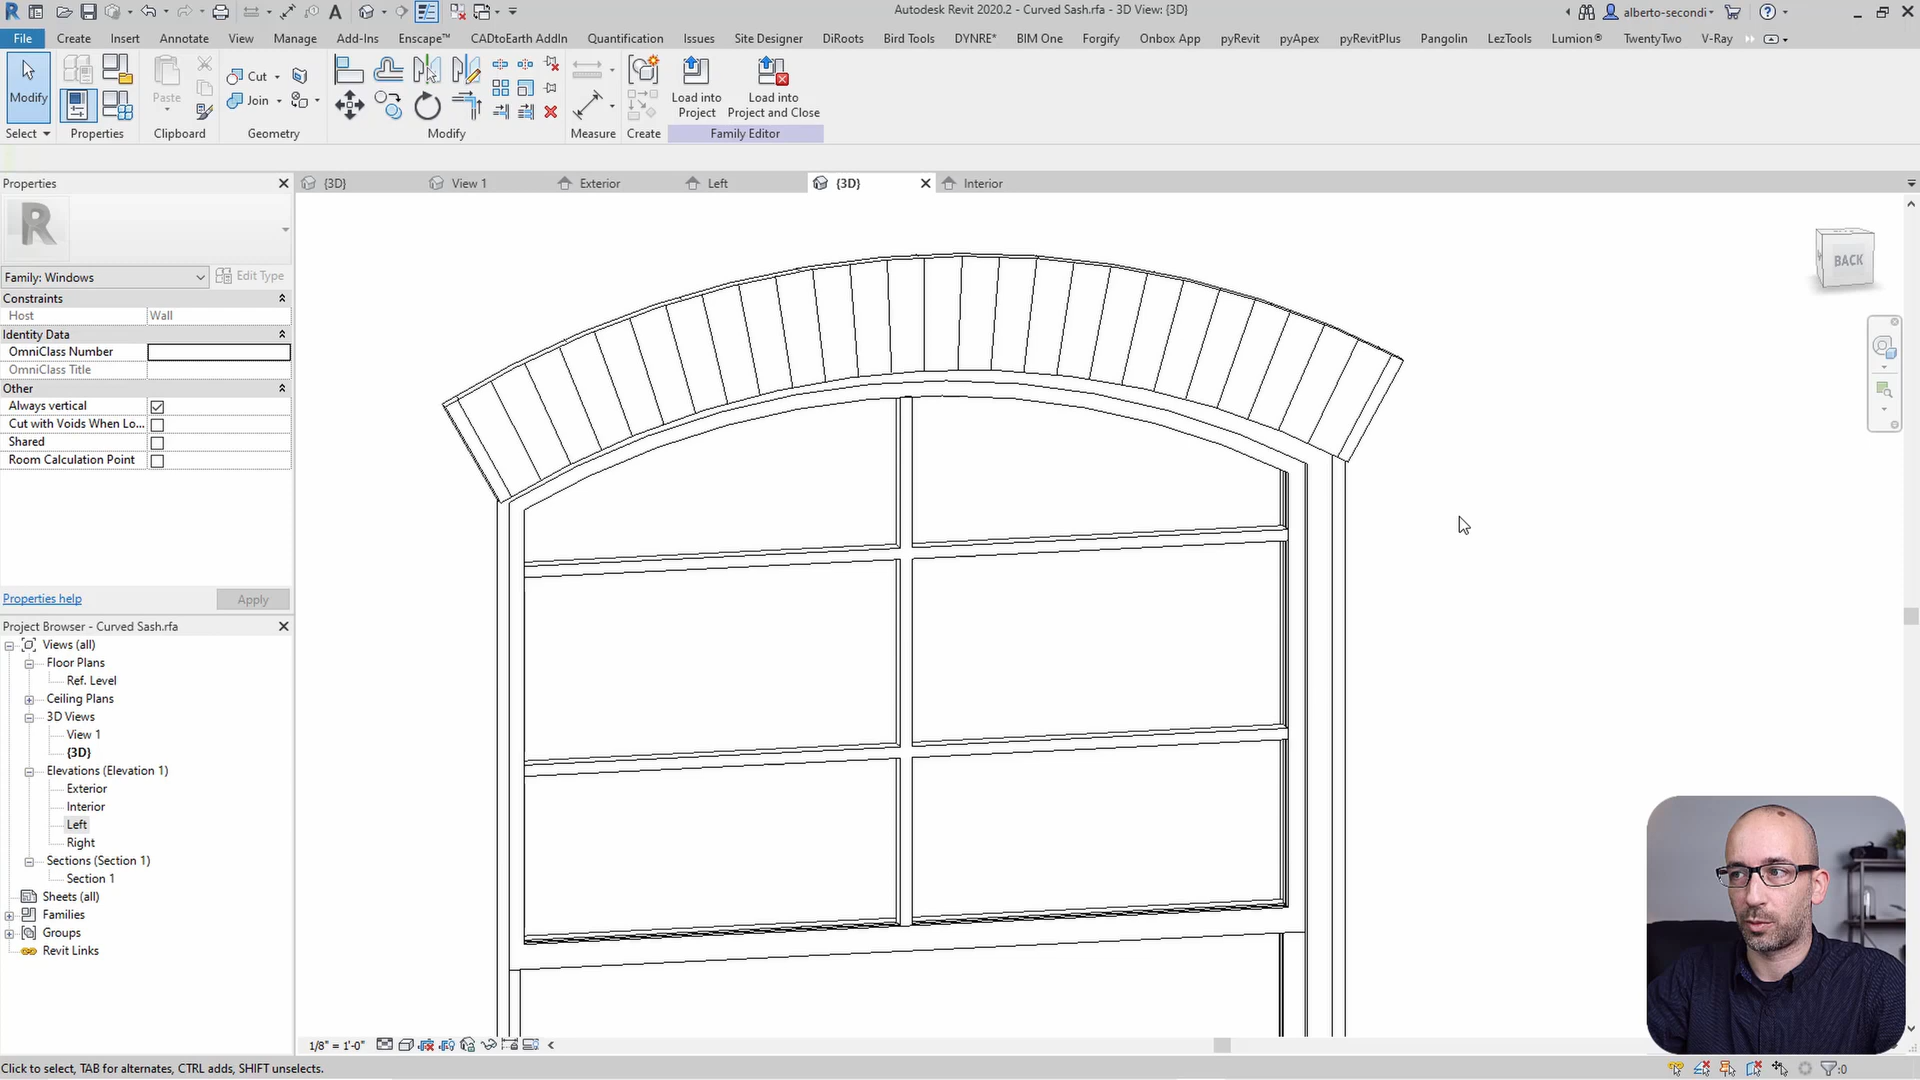 Autodesk Revit 2020.2 - Curved Sash.rfa - 3D View: {3D}
alberto-secondi
File Create Insert Annotate View Manage Add-Ins Enscape™ CADtoEarth AddIn Quantification Issues Site Designer DiRoots Bird Tools DYNRE* BIM One Forgify Onbox App pyRevit pyApex pyRevitPlus Pangolin LezTools Lumion® TwentyTwo V-Ray
Modify
Paste
Cut
Join
Load into Project
Load into Project and Close
Select Properties Clipboard Geometry Modify Measure Create Family Editor
Properties
{3D} View 1 Exterior Left {3D} Interior
R
Family: Windows
Edit Type
Constraints
Host Wall
Identity Data
OmniClass Number
OmniClass Title
Other
Always vertical
Cut with Voids When Lo...
Shared
Room Calculation Point
Properties help
Apply
BACK
Project Browser - Curved Sash.rfa
Views (all)
Floor Plans
Ref. Level
Ceiling Plans
3D Views
View 1
{3D}
Elevations (Elevation 1)
Exterior
Interior
Left
Right
Sections (Section 1)
Section 1
Sheets (all)
Families
Groups
Revit Links
1/8" = 1'-0"
Click to select, TAB for alternates, CTRL adds, SHIFT unselects.
:0